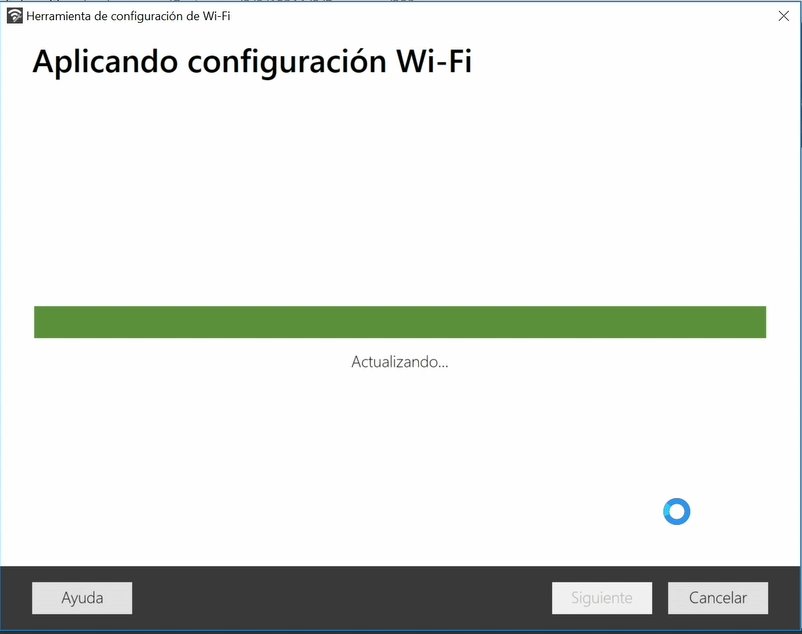 Herramienta de configuración de Wi-Fi
Aplicando configuración Wi-Fi
Actualizando...
Ayuda
Siguiente
Cancelar